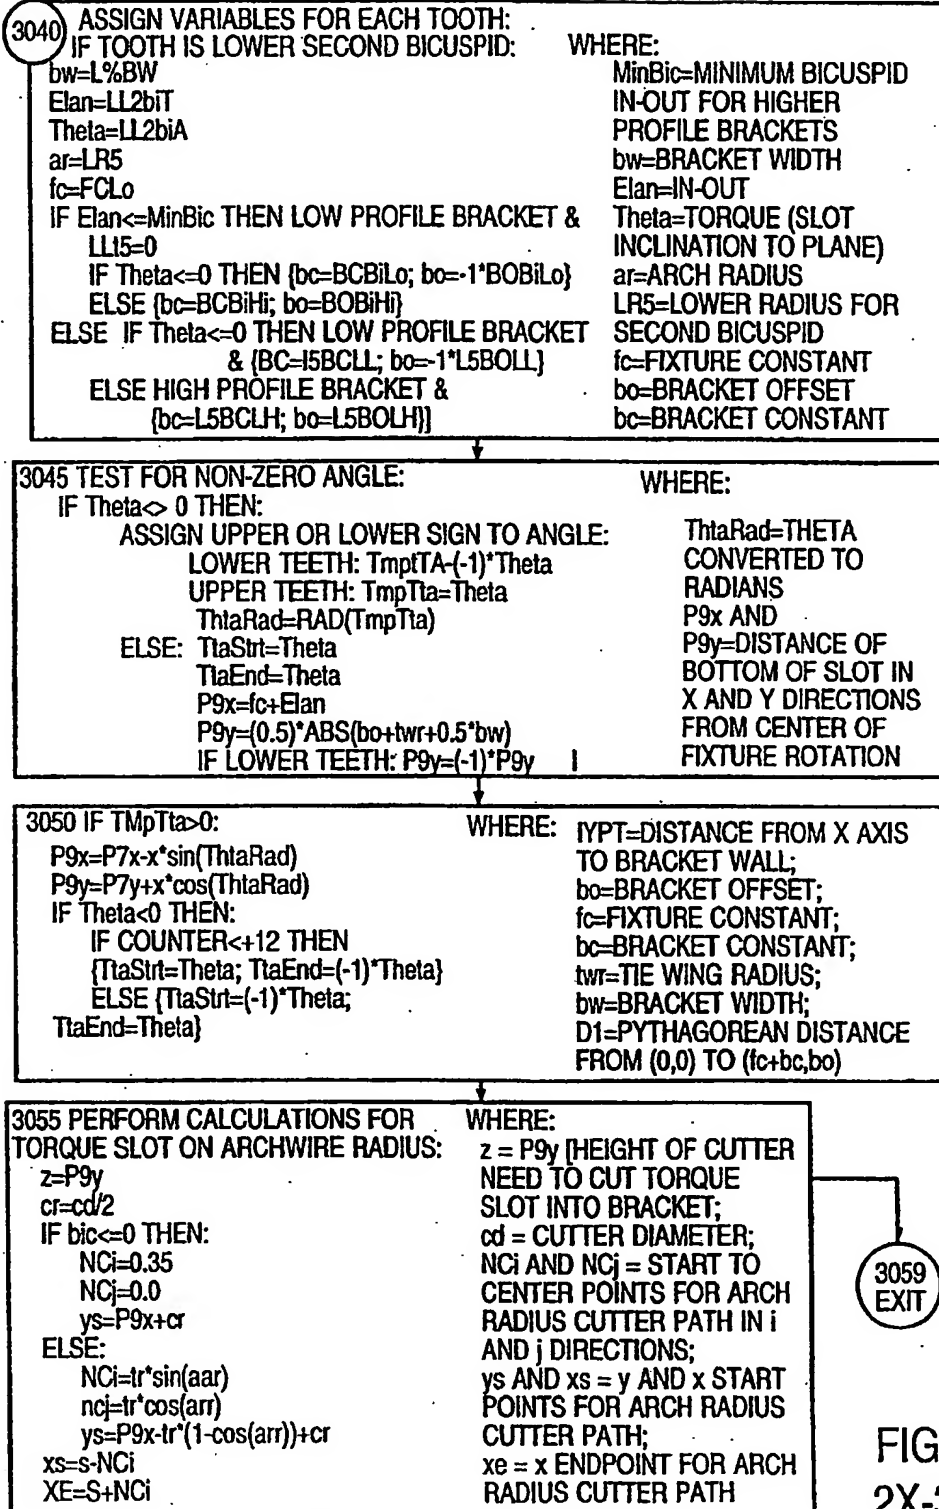 3040
ASSIGN VARIABLES FOR EACH TOOTH:
IF TOOTH IS LOWER SECOND BICUSPID:
bw=L%BW
Elan=LL2biT
Theta=LL2biA
ar=LR5
fc=FCLo
IF Elan<=MinBic THEN LOW PROFILE BRACKET &
LLI5=0
IF Theta<=0 THEN {bc=BCBiLo; bo=-1*BOBiLo}
ELSE {bc=BCBiHi; bo=BOBiHi}
ELSE IF Theta<=0 THEN LOW PROFILE BRACKET
& {BC=I5BCLL; bo=-1*L5BOLL}
ELSE HIGH PROFILE BRACKET &
{bc=L5BCLH; bo=L5BOLH}]
WHERE:
MinBic=MINIMUM BICUSPID
IN-OUT FOR HIGHER
PROFILE BRACKETS
bw=BRACKET WIDTH
Elan=IN-OUT
Theta=TORQUE (SLOT
INCLINATION TO PLANE)
ar=ARCH RADIUS
LR5=LOWER RADIUS FOR
SECOND BICUSPID
fc=FIXTURE CONSTANT
bo=BRACKET OFFSET
bc=BRACKET CONSTANT
3045 TEST FOR NON-ZERO ANGLE:
IF Theta<> 0 THEN:
ASSIGN UPPER OR LOWER SIGN TO ANGLE:
LOWER TEETH: TmptTA-(-1)*Theta
UPPER TEETH: TmpTta=Theta
ThtaRad=RAD(TmpTta)
ELSE: TtaStrt=Theta
TtaEnd=Theta
P9x=fc+Elan
P9y=(0.5)*ABS(bo+twr+0.5*bw)
IF LOWER TEETH: P9y=(-1)*P9y
WHERE:
ThtaRad=THETA
CONVERTED TO
RADIANS
P9x AND
P9y=DISTANCE OF
BOTTOM OF SLOT IN
X AND Y DIRECTIONS
FROM CENTER OF
FIXTURE ROTATION
3050 IF TMpTta>0:
P9x=P7x-x*sin(ThtaRad)
P9y=P7y+x*cos(ThtaRad)
IF Theta<0 THEN:
IF COUNTER<+12 THEN
{TtaStrt=Theta; TtaEnd=(-1)*Theta}
ELSE {TtaStrt=(-1)*Theta;
TtaEnd=Theta}
WHERE:
IYPT=DISTANCE FROM X AXIS
TO BRACKET WALL;
bo=BRACKET OFFSET;
fc=FIXTURE CONSTANT;
bc=BRACKET CONSTANT;
twr=TIE WING RADIUS;
bw=BRACKET WIDTH;
D1=PYTHAGOREAN DISTANCE
FROM (0,0) TO (fc+bc,bo)
3055 PERFORM CALCULATIONS FOR
TORQUE SLOT ON ARCHWIRE RADIUS:
z=P9y
cr=cd/2
IF bic<=0 THEN:
NCi=0.35
NCj=0.0
ys=P9x+cr
ELSE:
NCi=tr*sin(aar)
ncj=tr*cos(arr)
ys=P9x-tr*(1-cos(arr))+cr
xs=s-NCi
XE=S+NCi
WHERE:
z = P9y [HEIGHT OF CUTTER
NEED TO CUT TORQUE
SLOT INTO BRACKET;
cd = CUTTER DIAMETER;
NCi AND NCj = START TO
CENTER POINTS FOR ARCH
RADIUS CUTTER PATH IN i
AND j DIRECTIONS;
ys AND xs = y AND x START
POINTS FOR ARCH RADIUS
CUTTER PATH;
xe = x ENDPOINT FOR ARCH
RADIUS CUTTER PATH
3059
EXIT
FIG